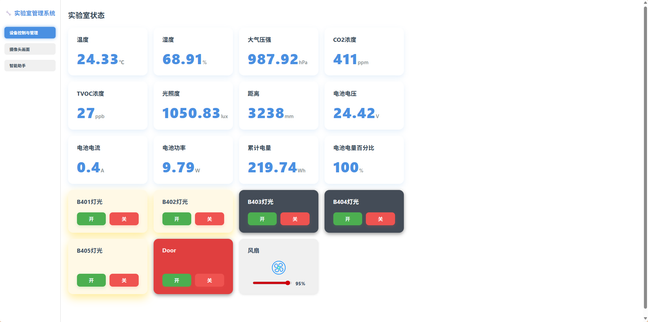 实验室管理系统
设备控制与管理
摄像头画面
智能助手
实验室状态
温度
24.33℃
湿度
68.91%
大气压强
987.92hPa
CO2浓度
411ppm
TVOC浓度
27ppb
光照度
1050.83lux
距离
3238mm
电池电压
24.42V
电池电流
0.4A
电池功率
9.79W
累计电量
219.74Wh
电池电量百分比
100%
B401灯光
开 关
B402灯光
开 关
B403灯光
开 关
B404灯光
开 关
B405灯光
开 关
Door
开 关
风扇
96%